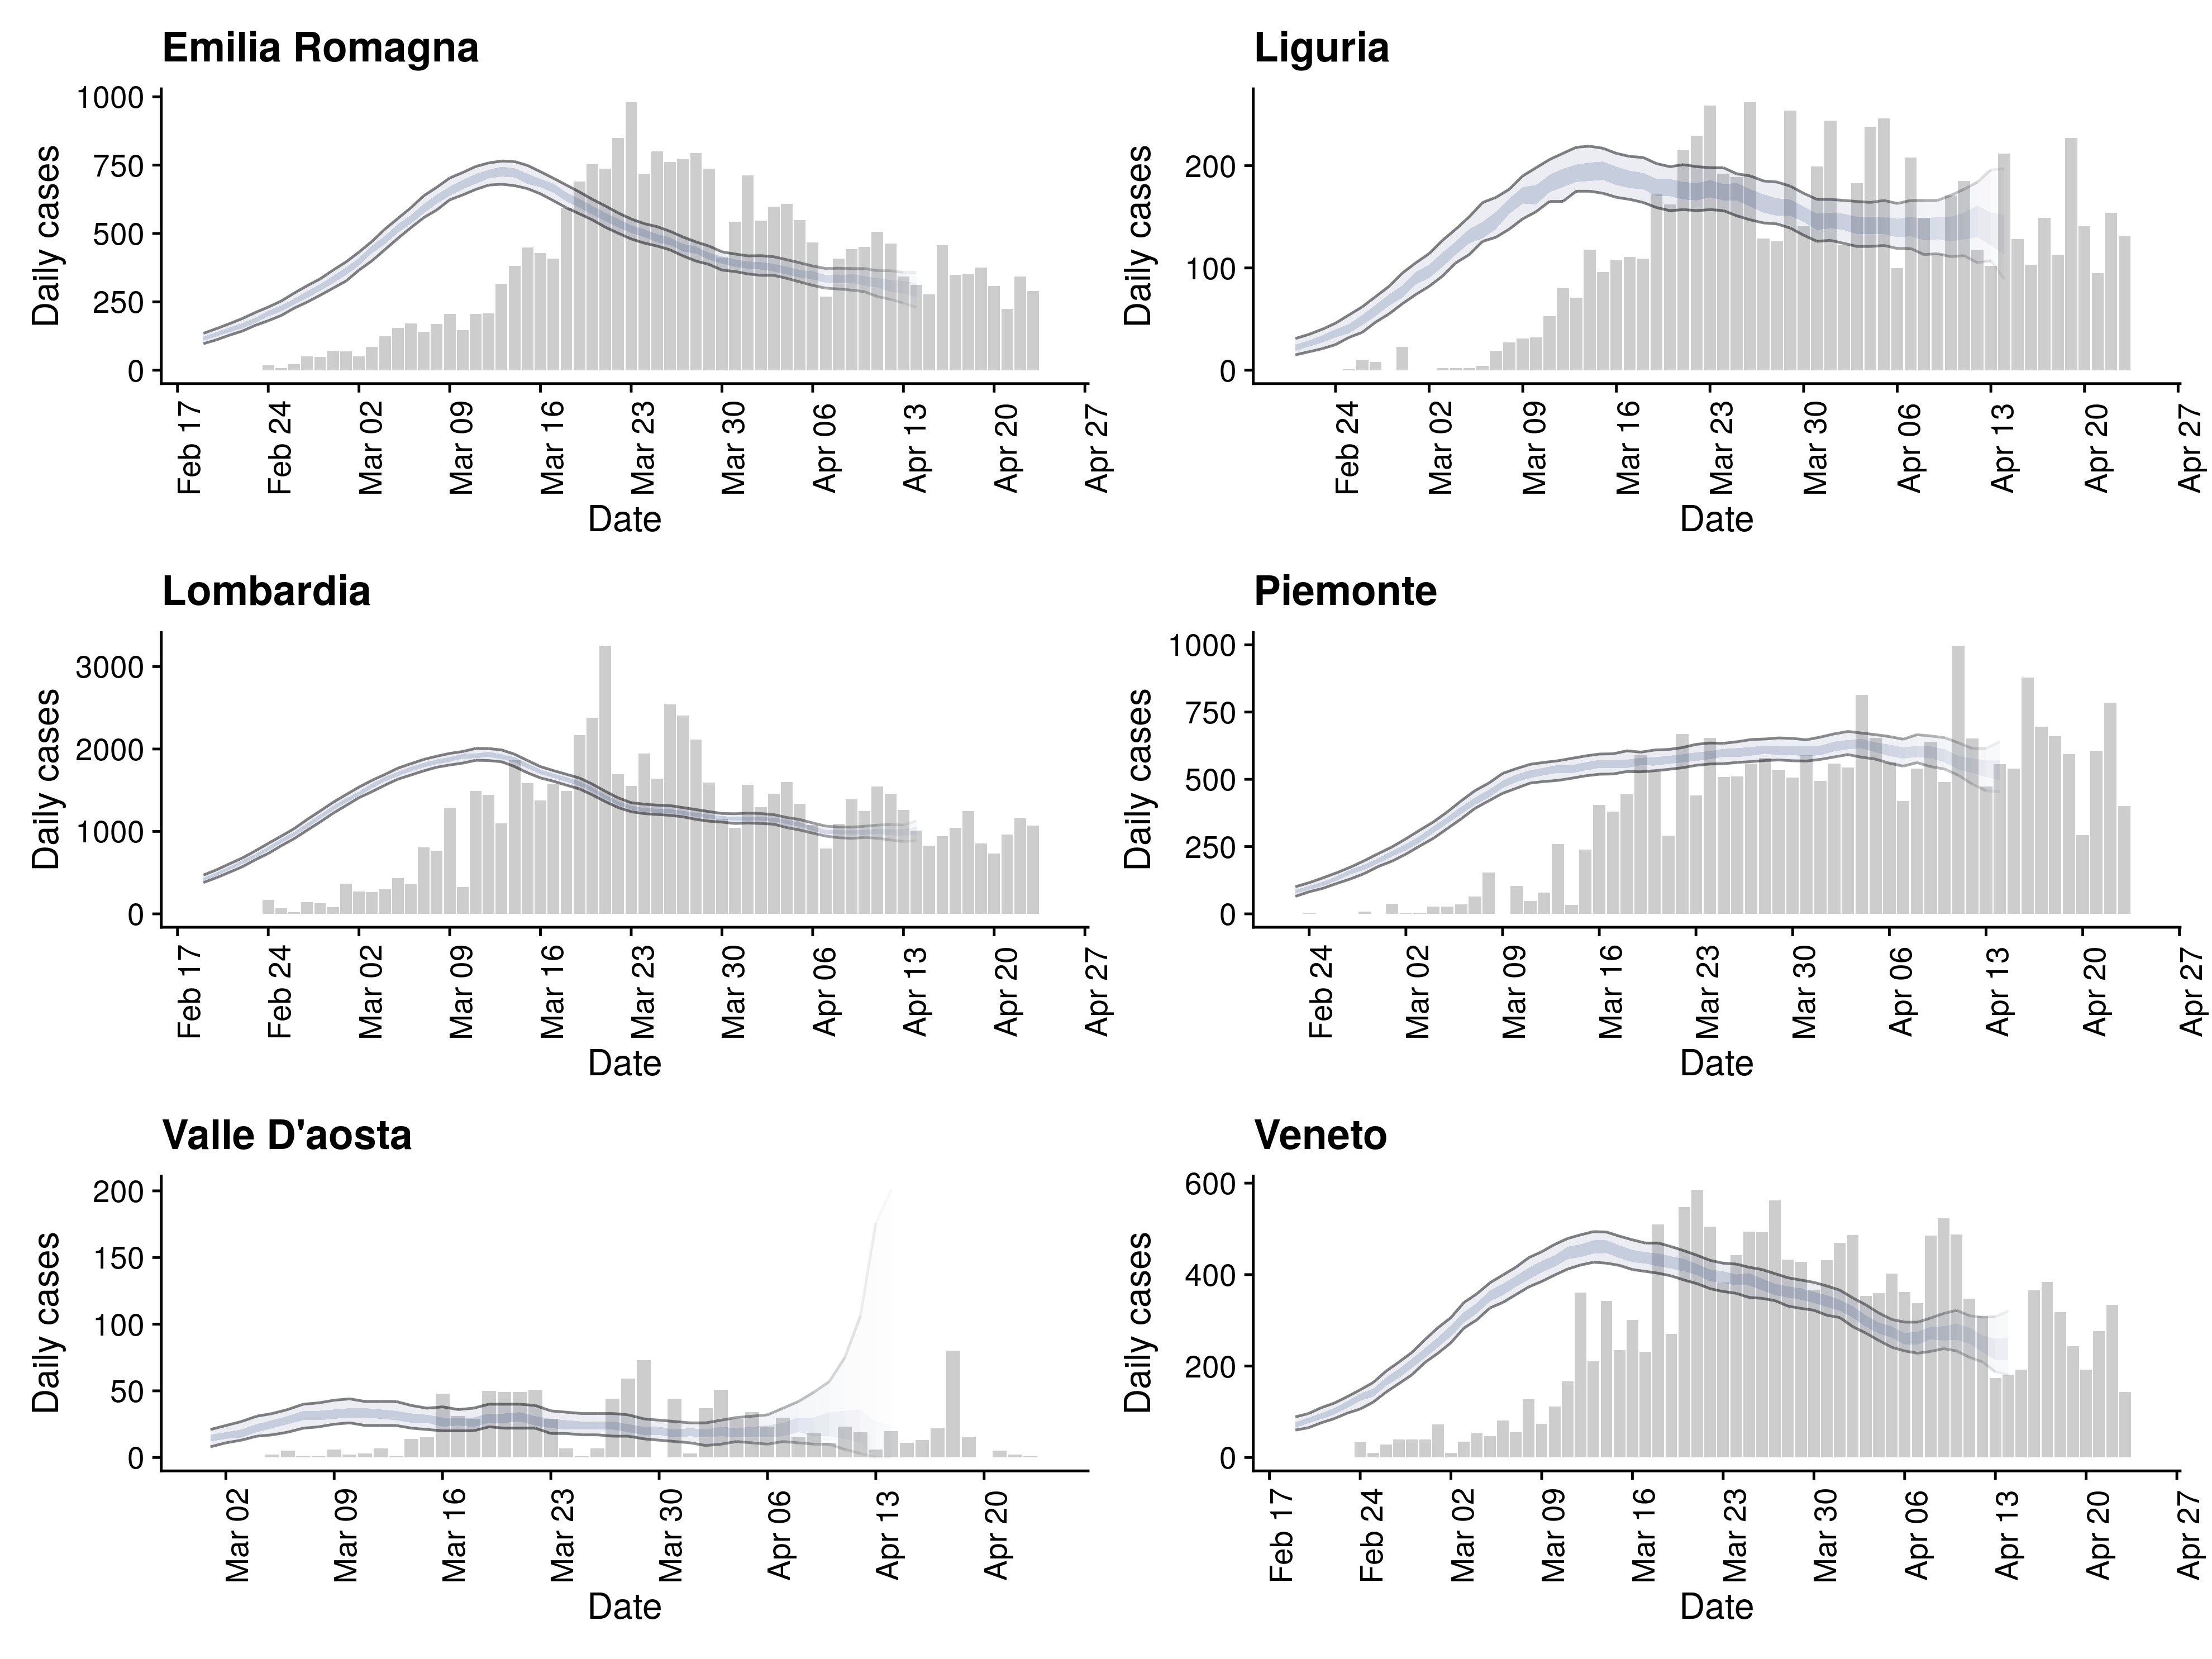 Emilia Romagna
Daily cases
1000
750
500
250
0
Feb 17
Feb 24
Mar 02
Mar 09
Mar 16
Mar 23
Mar 30
Apr 06
Apr 13
Apr 20
Apr 27
Date
Liguria
Daily cases
200
100
0
Feb 24
Mar 02
Mar 09
Mar 16
Mar 23
Mar 30
Apr 06
Apr 13
Apr 20
Apr 27
Date
Lombardia
Daily cases
3000
2000
1000
0
Feb 17
Feb 24
Mar 02
Mar 09
Mar 16
Mar 23
Mar 30
Apr 06
Apr 13
Apr 20
Apr 27
Date
Piemonte
Daily cases
1000
750
500
250
0
Feb 24
Mar 02
Mar 09
Mar 16
Mar 23
Mar 30
Apr 06
Apr 13
Apr 20
Apr 27
Date
Valle D'aosta
Daily cases
200
150
100
50
0
Mar 02
Mar 09
Mar 16
Mar 23
Mar 30
Apr 06
Apr 13
Apr 20
Date
Veneto
Daily cases
600
400
200
0
Feb 17
Feb 24
Mar 02
Mar 09
Mar 16
Mar 23
Mar 30
Apr 06
Apr 13
Apr 20
Apr 27
Date